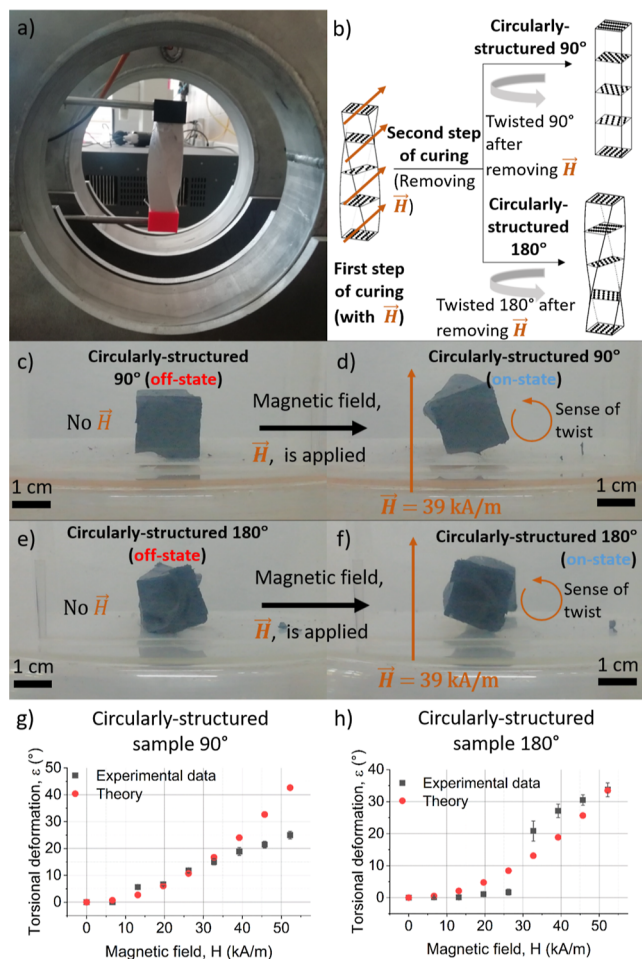 a)
b)
Circularly-
structured 90°
Twisted 90°
after
removing H
Second step
of curing
(Removing
H)
First step
of curing
(with H)
Circularly-
structured
180°
Twisted 180° after
removing H
c)
Circularly-structured
90° (off-state)
No H
1 cm
Magnetic field,
H, is applied
d)
Circularly-structured 90°
(on-state)
Sense of
twist
H = 39 kA/m
1 cm
e)
Circularly-structured 180°
(off-state)
No H
1 cm
Magnetic field,
H, is applied
f)
Circularly-structured 180°
(on-state)
Sense of
twist
H = 39 kA/m
1 cm
g)
Circularly-structured
sample 90°
Torsional deformation, ε (°)
50
40
30
20
10
0
Experimental data
Theory
0 10 20 30 40 50
Magnetic field, H (kA/m)
h)
Circularly-structured
sample 180°
Torsional deformation, ε (°)
40
30
20
10
0
Experimental data
Theory
0 10 20 30 40 50
Magnetic field, H (kA/m)